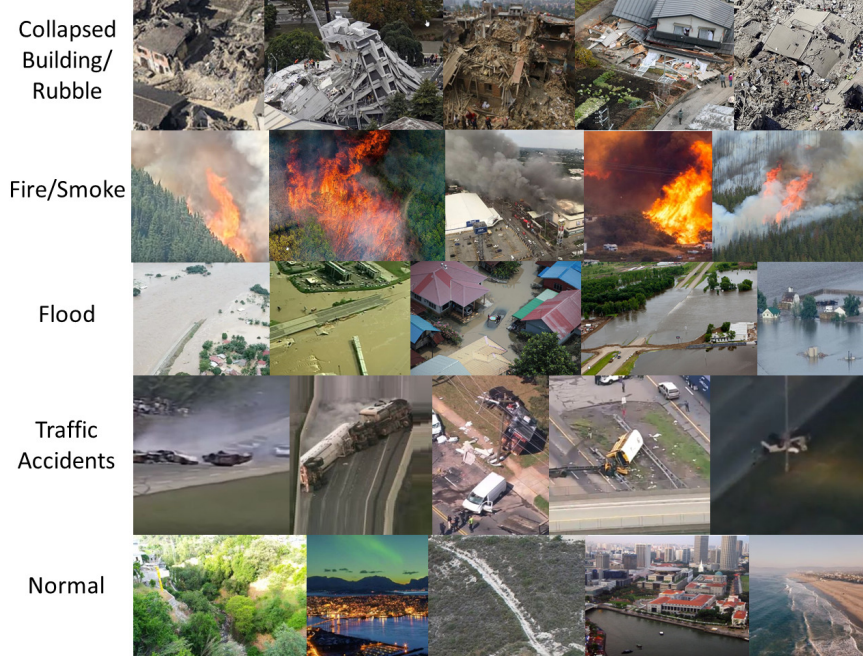 Collapsed
Building/
Rubble
Fire/Smoke
Flood
Traffic
Accidents
Normal